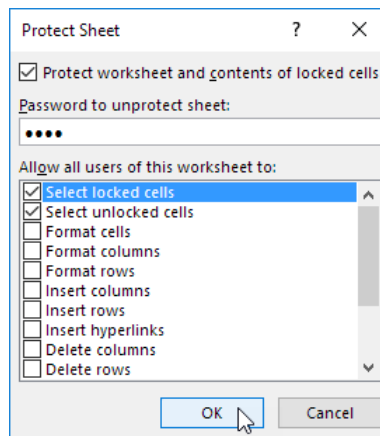 Protect Sheet ? ×
Protect worksheet and contents of locked cells
Password to unprotect sheet:
••••
Allow all users of this worksheet to:
Select locked cells
Select unlocked cells
Format cells
Format columns
Format rows
Insert columns
Insert rows
Insert hyperlinks
Delete columns
Delete rows
OK Cancel